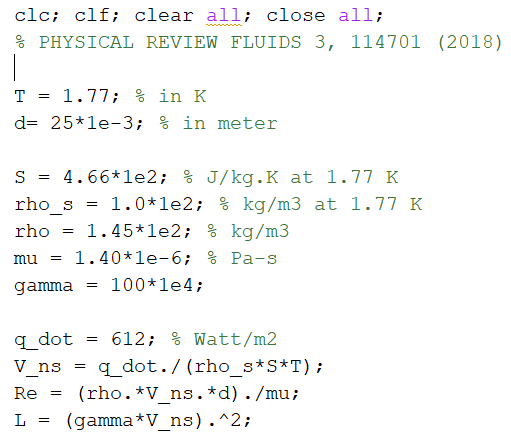 clc; clf; clear all; close all;
% PHYSICAL REVIEW FLUIDS 3, 114701 (2018)
T = 1.77; % in K
d= 25*1e-3; % in meter
S = 4.66*1e2; % J/kg.K at 1.77 K
rho_s = 1.0*1e2; % kg/m3 at 1.77 K
rho = 1.45*1e2; % kg/m3
mu = 1.40*1e-6; % Pa-s
gamma = 100*1e4;
q_dot = 612; % Watt/m2
V_ns = q_dot./(rho_s*S*T);
Re = (rho.*V_ns.*d)./mu;
L = (gamma*V_ns).^2;